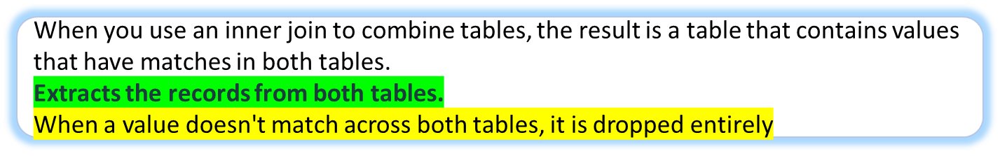 When you use an inner join to combine tables, the result is a table that contains values
that have matches in both tables.
Extracts the records from both tables.
When a value doesn't match across both tables, it is dropped entirely